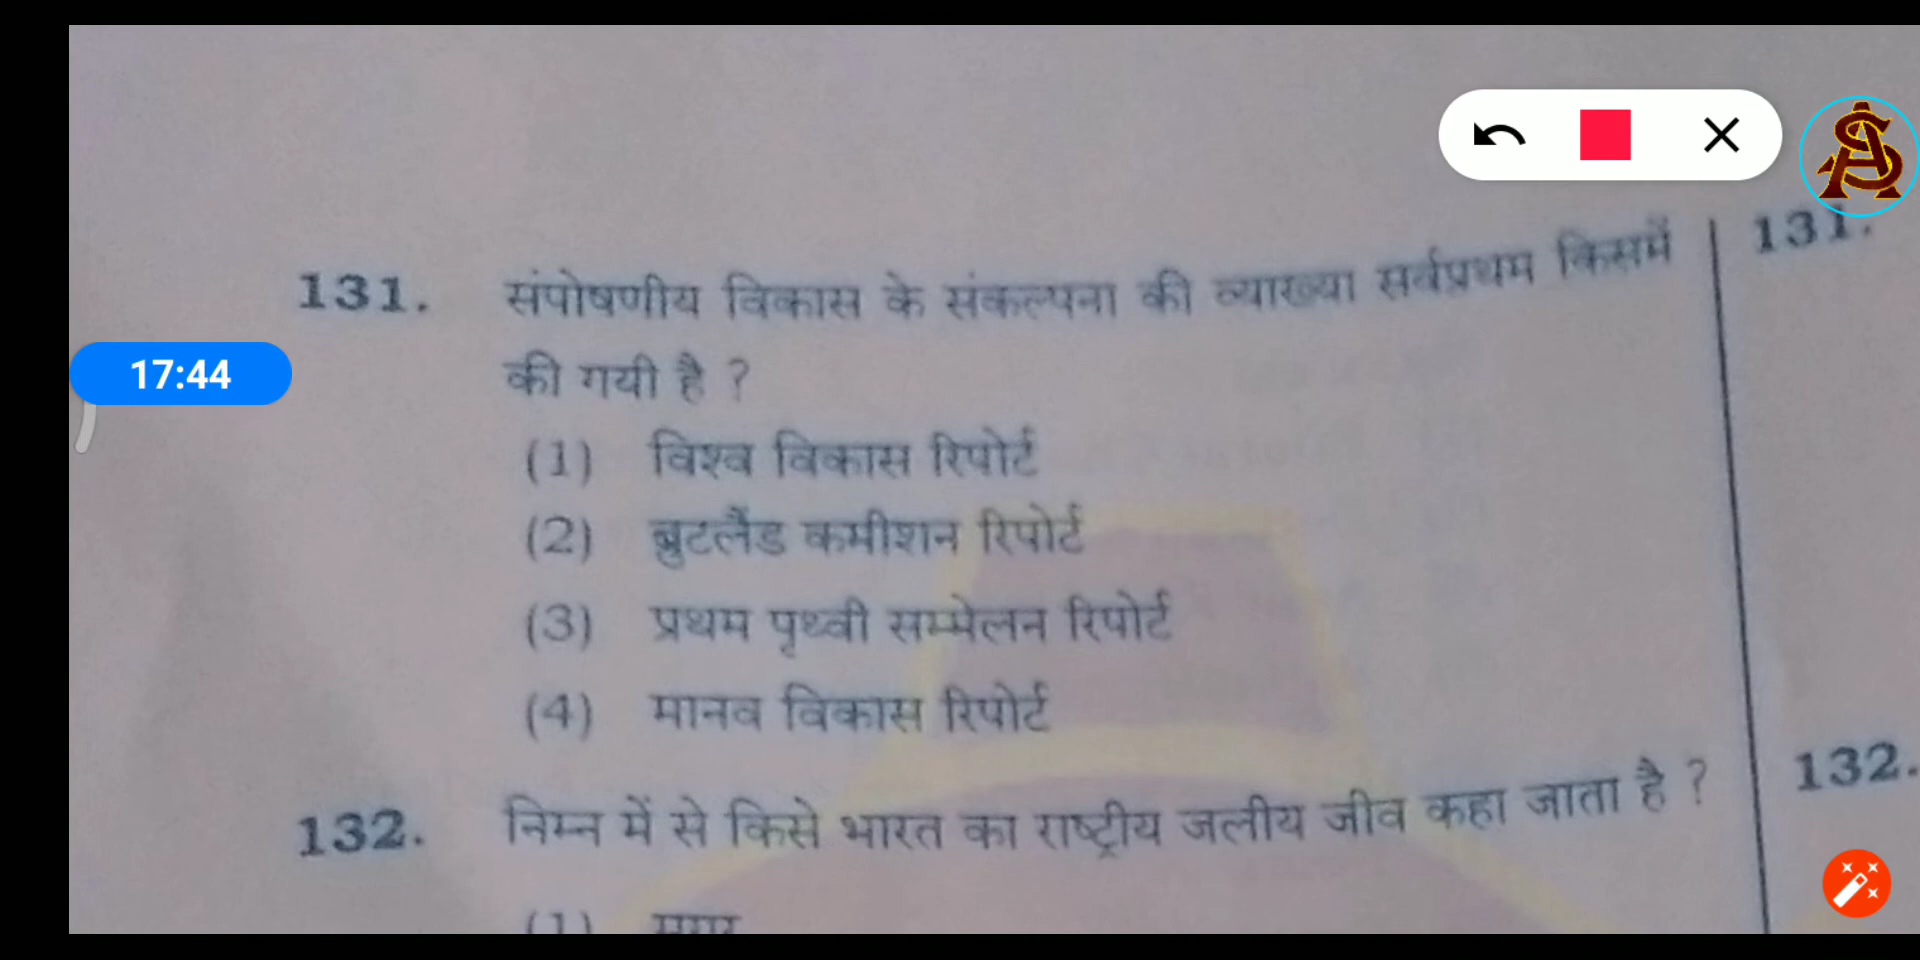 131.
131. संपोषणीय विकास के संकल्पना की व्याख्या सर्वप्रथम किसमें
की गयी है ?
17:44
(1) विश्व विकास रिपोर्ट
(2) ब्रुटलैंड कमीशन रिपोर्ट
(3) प्रथम पृथ्वी सम्मेलन रिपोर्ट
(4) मानव विकास रिपोर्ट
132.
132. निम्न में से किसे भारत का राष्ट्रीय जलीय जीव कहा जाता है ?
(1)